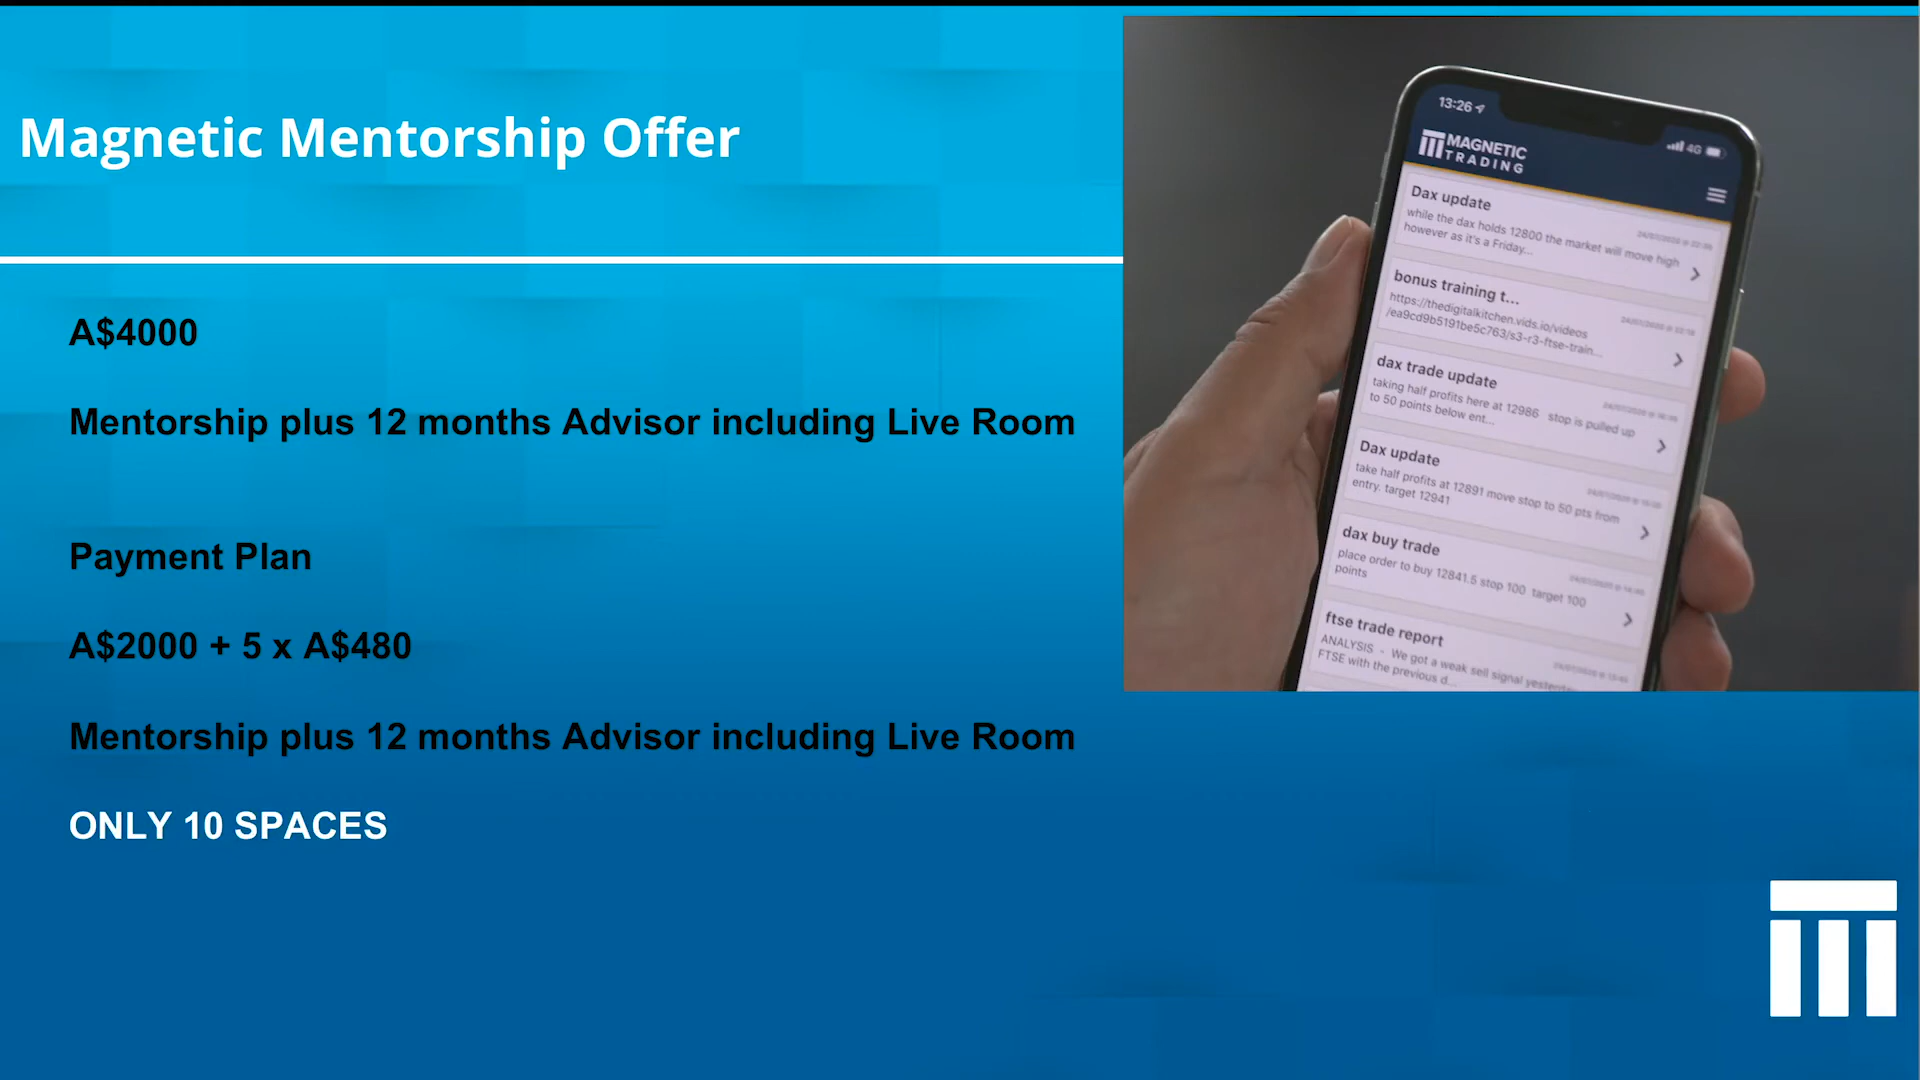 Magnetic Mentorship Offer
A$4000
Mentorship plus 12 months Advisor including Live Room
Payment Plan
A$2000 + 5 x A$480
Mentorship plus 12 months Advisor including Live Room
ONLY 10 SPACES
13:26
4G
MAGNETIC
TRADING
Dax update
while the dax holds 12800 the market will move high
however as it's a Friday...
bonus training t...
https://thedigitalkitchen.vids.io/videos
/ea9cd9b5191be5c763/s3-r3-ftse-train...
dax trade update
taking half profits here at 12986 stop is pulled up
to 50 points below ent...
Dax update
take half profits at 12891 move stop to 50 pts from
entry. target 12941
dax buy trade
place order to buy 12841.5 stop 100 target 100
points
ftse trade report
ANALYSIS - We got a weak sell signal
FTSE with the previous d...